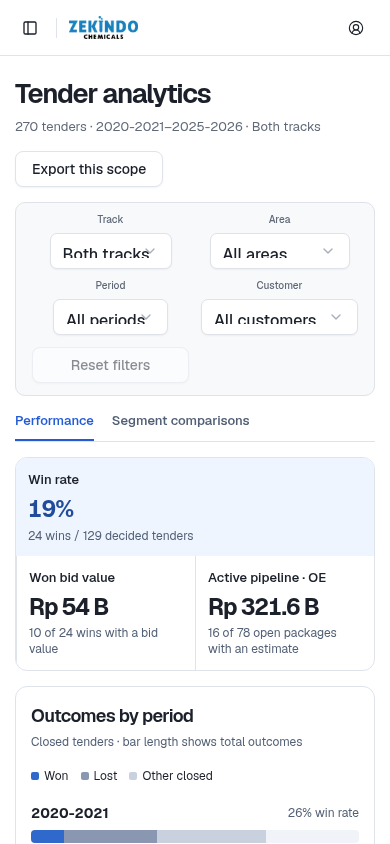 ZEKÌNDO
CHEMICALS
Tender analytics
270 tenders · 2020-2021–2025-2026 · Both tracks
Export this scope
Track
Area
Both tracks
All areas
Period
Customer
All periods
All customers
Reset filters
Performance
Segment comparisons
Win rate
19%
24 wins / 129 decided tenders
Won bid value
Active pipeline · OE
Rp 54 B
Rp 321.6 B
10 of 24 wins with a bid
value
16 of 78 open packages
with an estimate
Outcomes by period
Closed tenders · bar length shows total outcomes
Won
Lost
Other closed
2020-2021
26% win rate